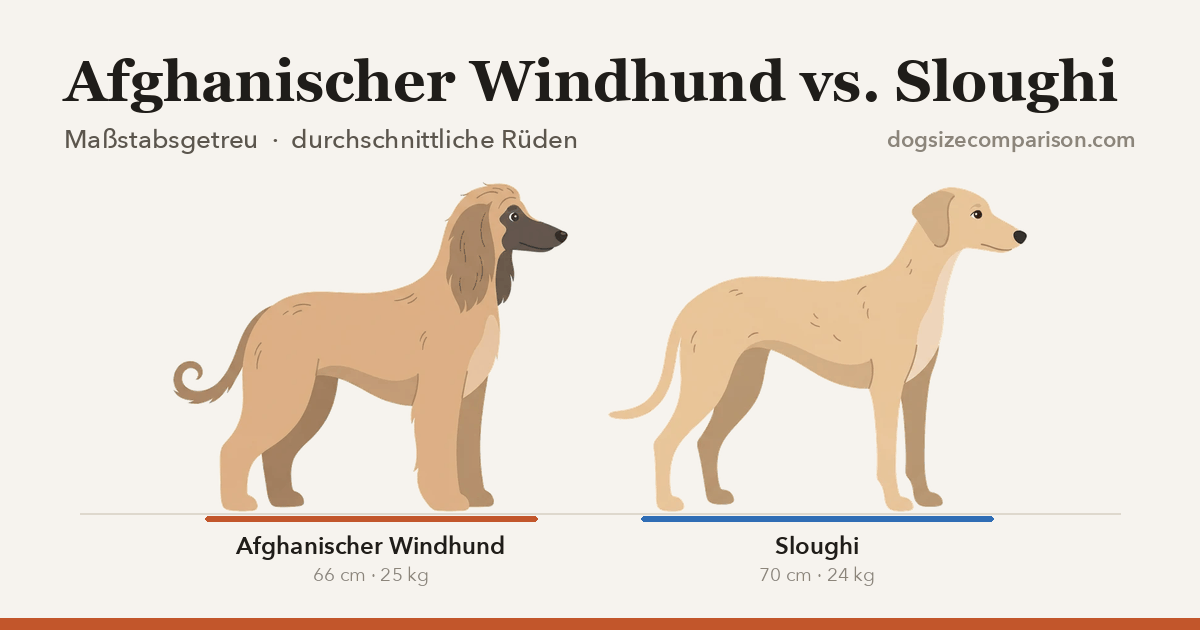 Afghanischer Windhund vs. Sloughi
Maßstabsgetreu · durchschnittliche Rüden
dogsizecomparison.com
Afghanischer Windhund
66 cm · 25 kg
Sloughi
70 cm · 24 kg